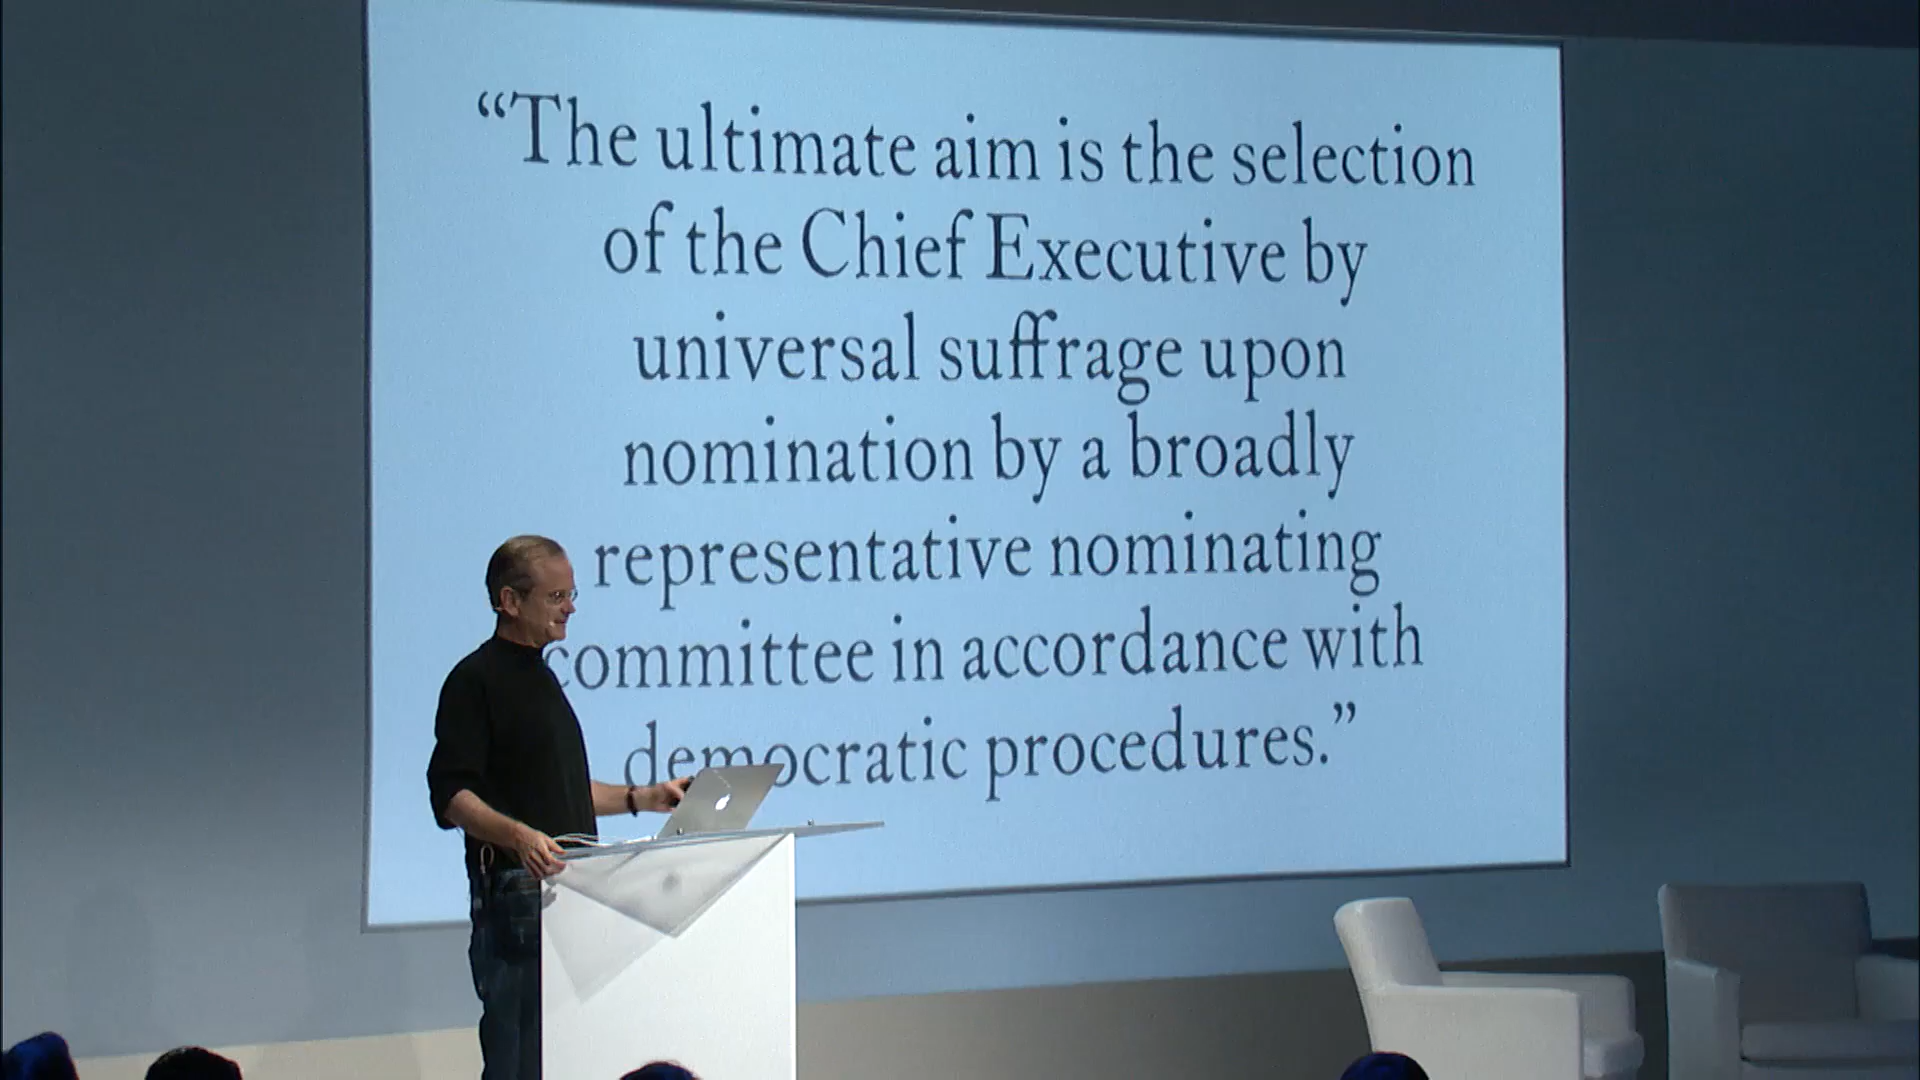 “The ultimate aim is the selection
of the Chief Executive by
universal suffrage upon
nomination by a broadly
representative nominating
committee in accordance with
democratic procedures.”